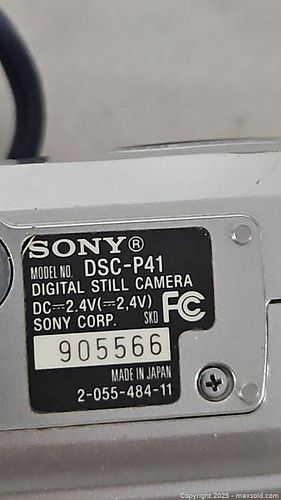 SONY®
MODEL NO. DSC-P41
DIGITAL STILL CAMERA
DC⎓2.4V(⎓2,4V)
SONY CORP. SKD FC
905566
MADE IN JAPAN
2-055-484-11
Copyright © 2025 - maxsold.com